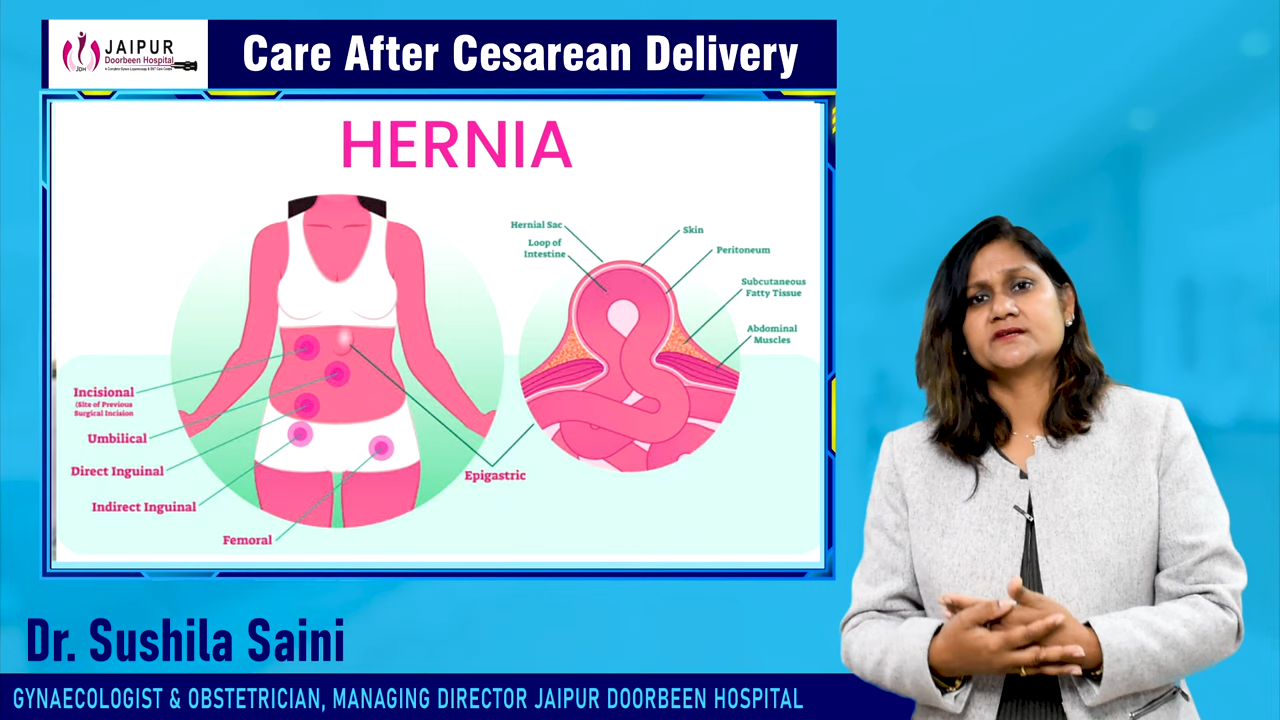 JAIPUR
Doorbeen Hospital
JDH
Care After Cesarean Delivery
HERNIA
Hernial Sac
Loop of
Intestine
Skin
Peritoneum
Subcutaneous
Fatty Tissue
Abdominal
Muscles
Incisional
(Site of Previous
Surgical Incision
Umbilical
Direct Inguinal
Indirect Inguinal
Femoral
Epigastric
Dr. Sushila Saini
GYNAECOLOGIST & OBSTETRICIAN, MANAGING DIRECTOR JAIPUR DOORBEEN HOSPITAL